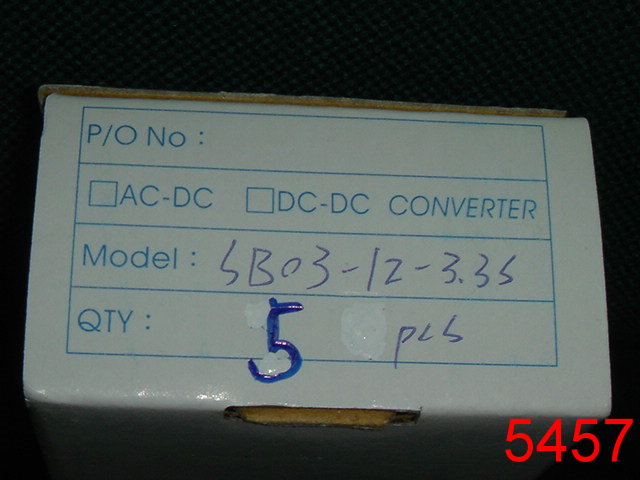 P/O No :
☐AC-DC ☐DC-DC CONVERTER
Model : SB03-12-3.3S
QTY : 5 pcs
5457